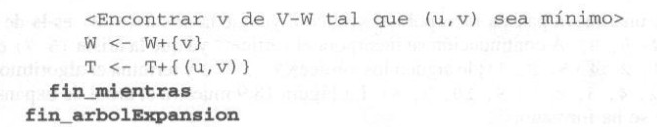 <Encontrar v de V-W tal que (u,v) sea mínimo>
W <- W+{v}
T <- T+{(u,v)}
fin_mientras
fin_arbolExpansion